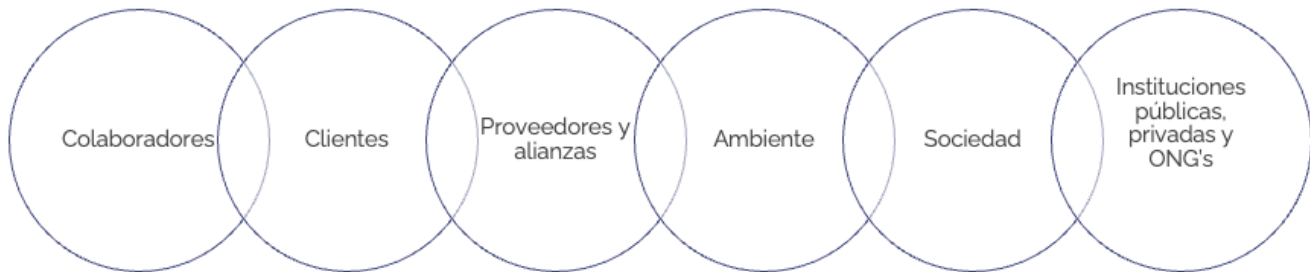 Colaboradores
Clientes
Proveedores y
alianzas
Ambiente
Sociedad
Instituciones
públicas,
privadas y
ONG's